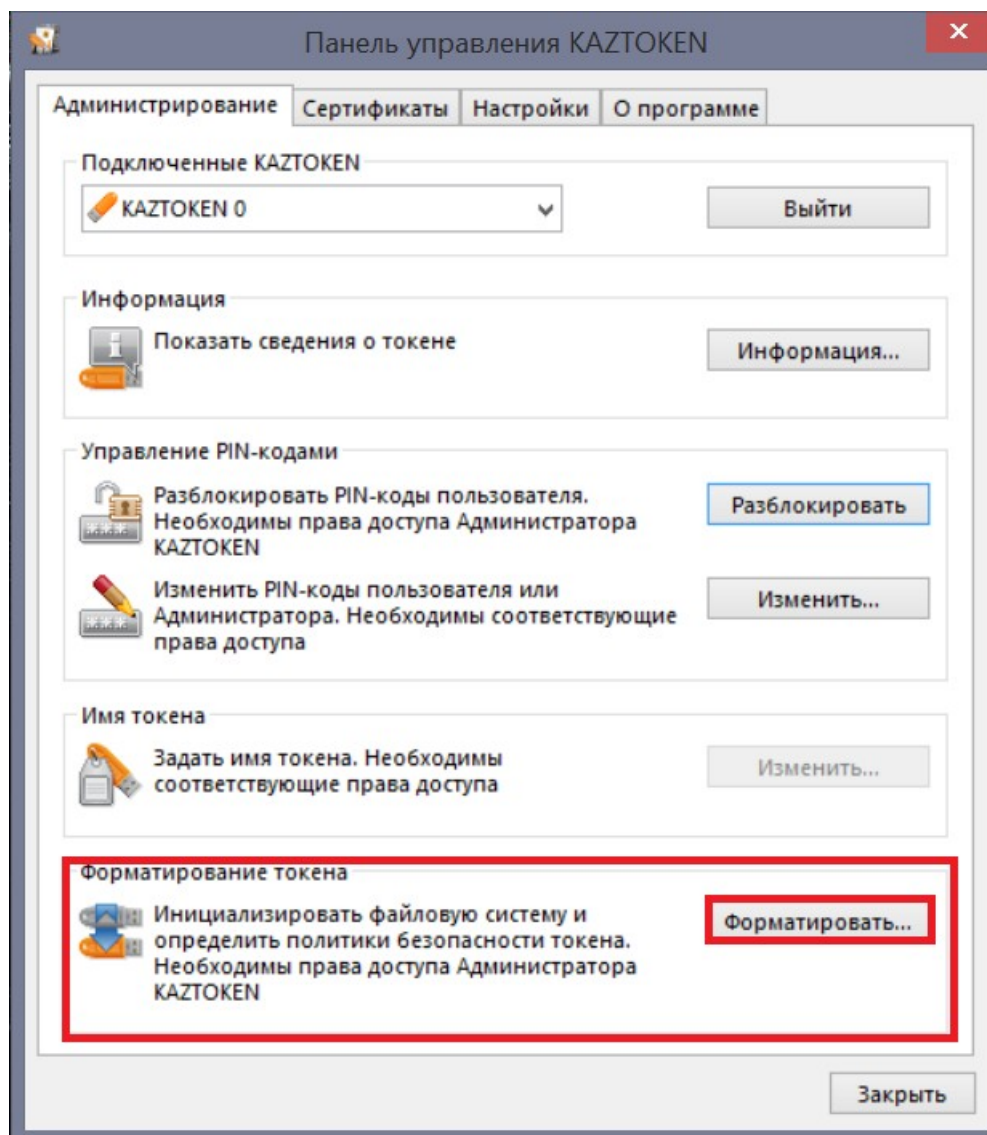 Панель управления KAZTOKEN
Администрирование
Сертификаты
Настройки
О программе
Подключенные KAZTOKEN
KAZTOKEN 0
Выйти
Информация
Показать сведения о токене
Информация...
Управление PIN-кодами
Разблокировать PIN-коды пользователя.
Необходимы права доступа Администратора
KAZTOKEN
Разблокировать
Изменить PIN-коды пользователя или
Администратора. Необходимы соответствующие
права доступа
Изменить...
Имя токена
Задать имя токена. Необходимы
соответствующие права доступа
Изменить...
Форматирование токена
Инициализировать файловую систему и
определить политики безопасности токена.
Необходимы права доступа Администратора
KAZTOKEN
Форматировать...
Закрыть